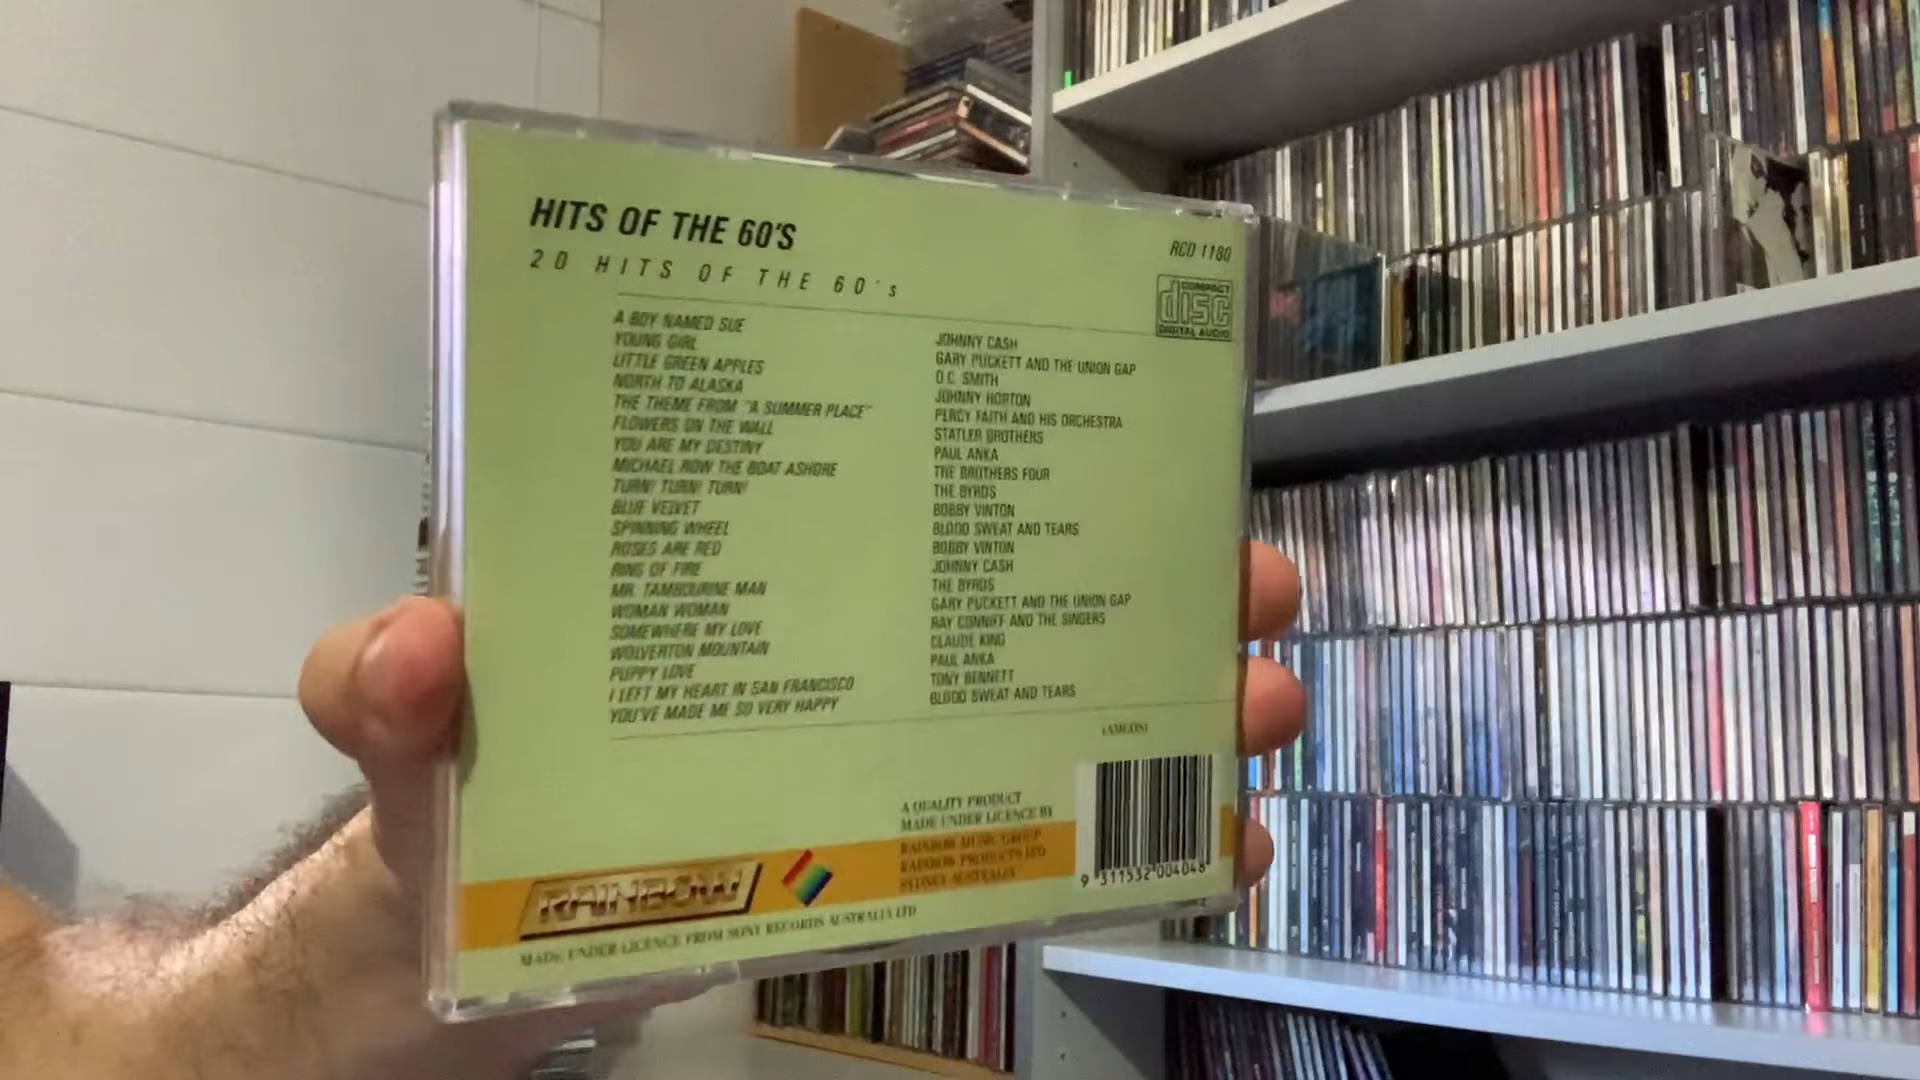 HITS OF THE 60'S
20 HITS OF THE 60's
RCD 1180
COMPACT
disc
DIGITAL AUDIO
A BOY NAMED SUE JOHNNY CASH
YOUNG GIRL GARY PUCKETT AND THE UNION GAP
LITTLE GREEN APPLES O.C. SMITH
NORTH TO ALASKA JOHNNY HORTON
THE THEME FROM "A SUMMER PLACE" PERCY FAITH AND HIS ORCHESTRA
FLOWERS ON THE WALL STATLER BROTHERS
YOU ARE MY DESTINY PAUL ANKA
MICHAEL ROW THE BOAT ASHORE THE BROTHERS FOUR
TURN! TURN! TURN! THE BYRDS
BLUE VELVET BOBBY VINTON
SPINNING WHEEL BLOOD SWEAT AND TEARS
ROSES ARE RED BOBBY VINTON
RING OF FIRE JOHNNY CASH
MR. TAMBOURINE MAN THE BYRDS
WOMAN WOMAN GARY PUCKETT AND THE UNION GAP
SOMEWHERE MY LOVE RAY CONNIFF AND THE SINGERS
WOLVERTON MOUNTAIN CLAUDE KING
PUPPY LOVE PAUL ANKA
I LEFT MY HEART IN SAN FRANCISCO TONY BENNETT
YOU'VE MADE ME SO VERY HAPPY BLOOD SWEAT AND TEARS
(AMCOS)
A QUALITY PRODUCT
MADE UNDER LICENCE BY
RAINBOW MUSIC GROUP
RAINBOW PRODUCTS LTD
SYDNEY AUSTRALIA
RAINBOW
9 311532 004048
MADE UNDER LICENCE FROM SONY RECORDS AUSTRALIA LTD